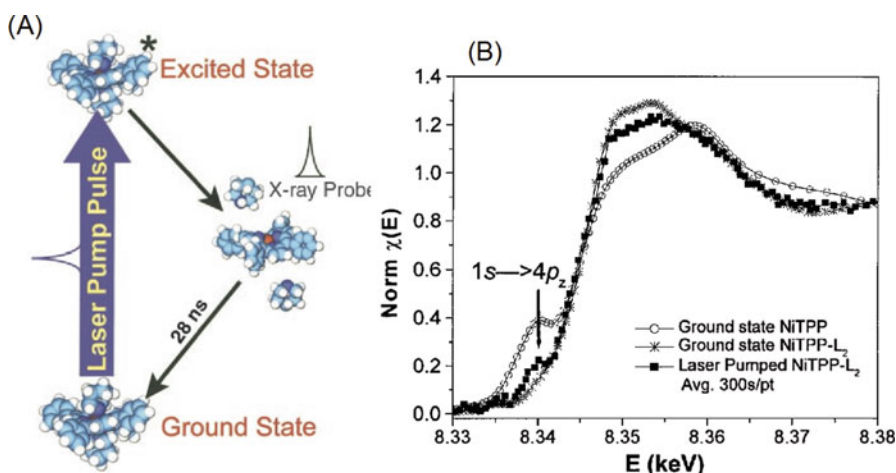 (A)
*
Excited State
Laser Pump Pulse
X-ray Probe
28 ns
Ground State
(B)
1.4
1.2
1.0
0.8
0.6
0.4
0.2
0.0
Norm χ(E)
1s—>4p_z
Ground state NiTPP
Ground state NiTPP-L₂
Laser Pumped NiTPP-L₂
Avg. 300s/pt
8.33 8.34 8.35 8.36 8.37 8.38
E (keV)